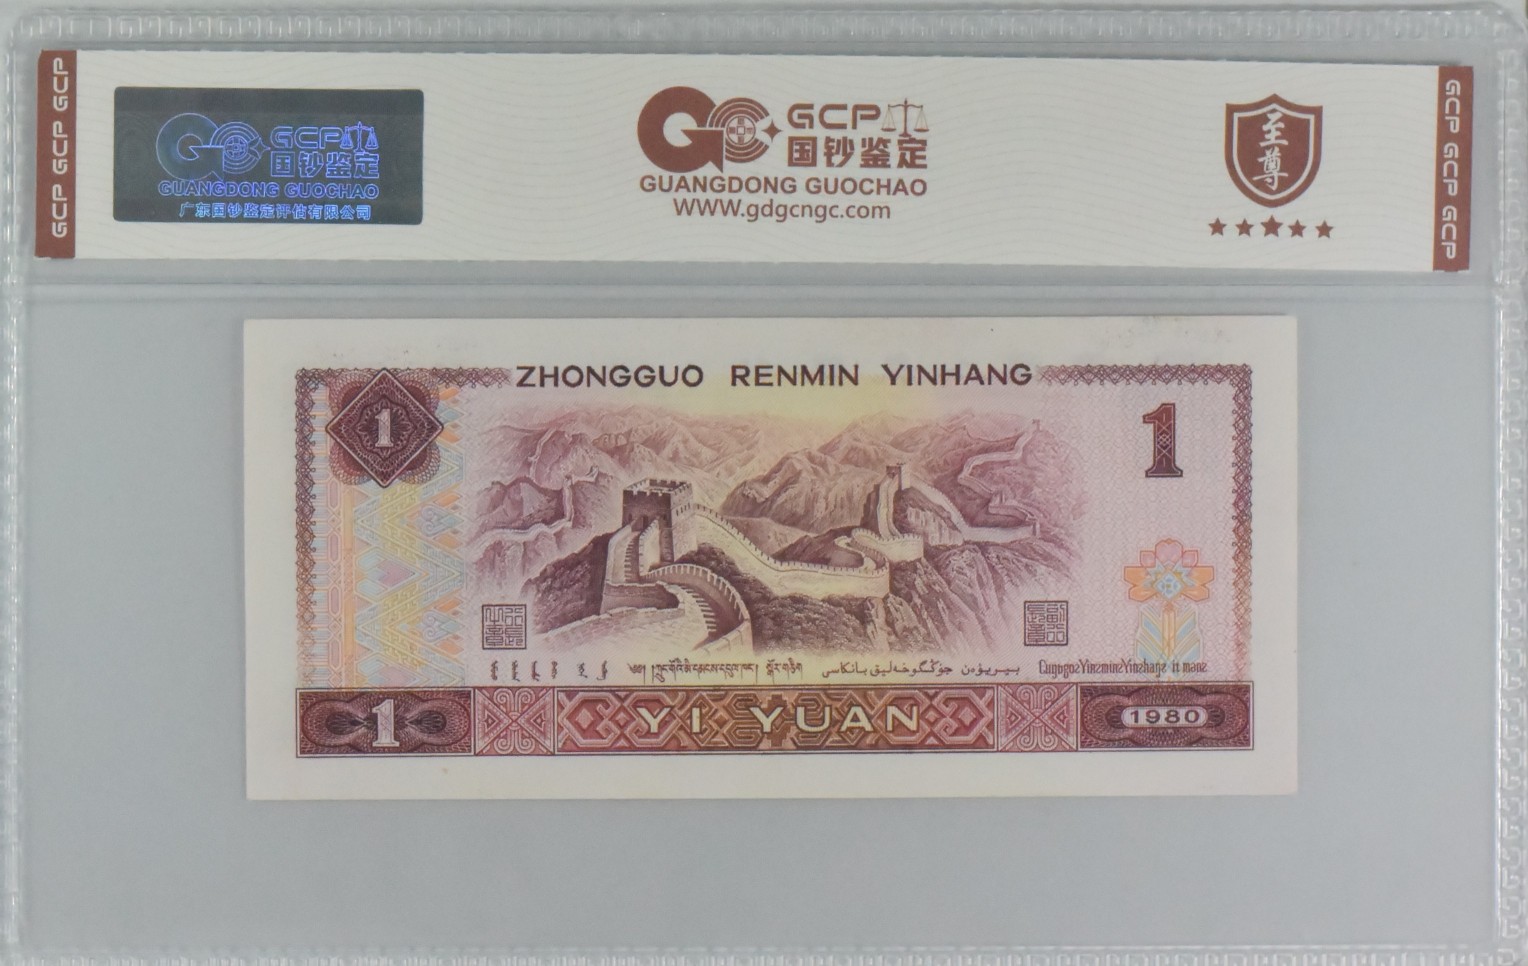 GCP GCP GCP
GCP
国钞鉴定
GUANGDONG GUOCHAO
广东国钞鉴定评估有限公司
GCP
国钞鉴定
GUANGDONG GUOCHAO
WWW.gdgcngc.com
至尊
GCP GCP GCP
ZHONGGUO RENMIN YINHANG
1
1
1
YI YUAN
1980